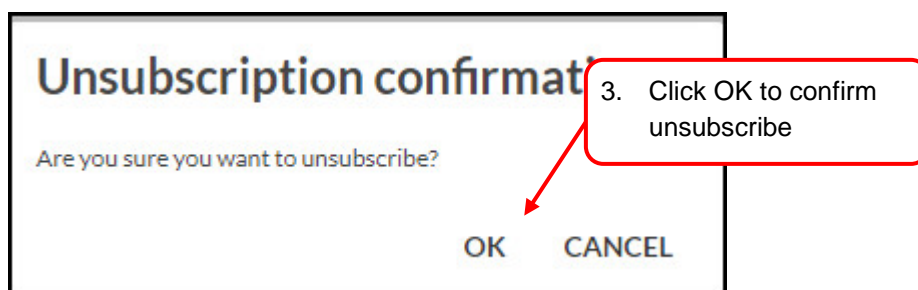 Unsubscription confirmati
3. Click OK to confirm
unsubscribe
Are you sure you want to unsubscribe?
OK CANCEL